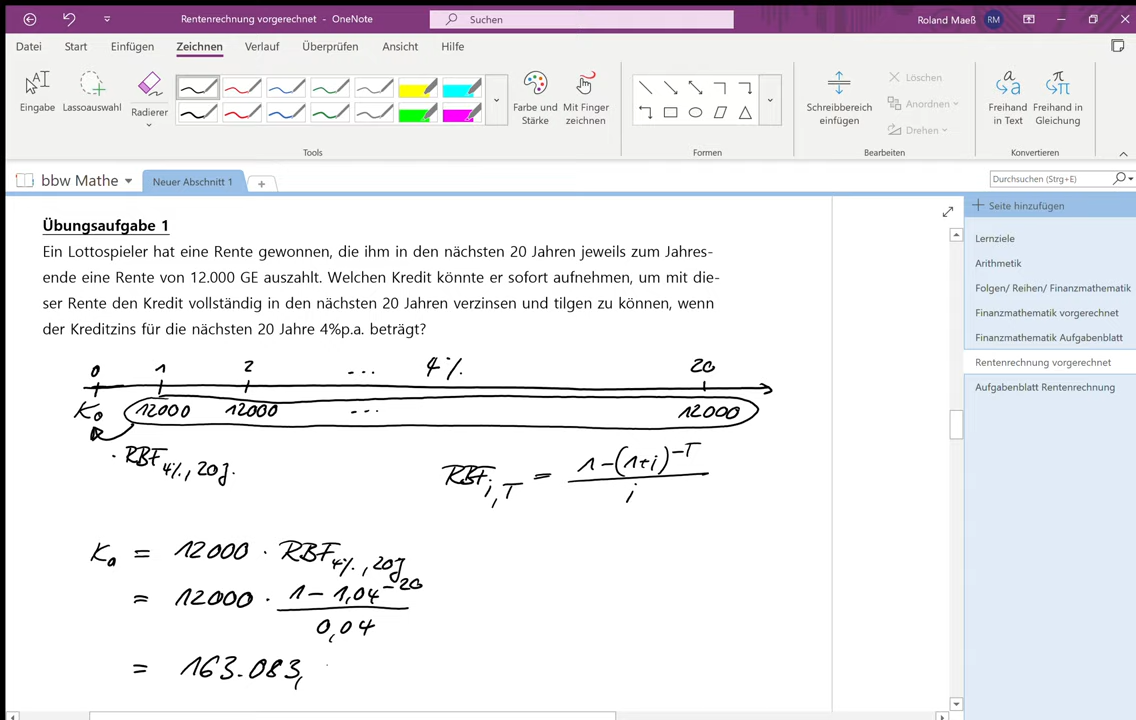 Rentenrechnung vorgerechnet - OneNote
Suchen
Roland Maeß RM
Datei Start Einfügen Zeichnen Verlauf Überprüfen Ansicht Hilfe
Eingabe Lassoauswahl Radierer Farbe und Stärke Mit Finger zeichnen Schreibbereich einfügen Löschen Anordnen Drehen Freihand in Text Freihand in Gleichung
Tools Formen Bearbeiten Konvertieren
bbw Mathe Neuer Abschnitt 1 +
Durchsuchen (Strg+E)
Seite hinzufügen
Lernziele
Arithmetik
Folgen/ Reihen/ Finanzmathematik
Finanzmathematik vorgerechnet
Finanzmathematik Aufgabenblatt
Rentenrechnung vorgerechnet
Aufgabenblatt Rentenrechnung
Übungsaufgabe 1
Ein Lottospieler hat eine Rente gewonnen, die ihm in den nächsten 20 Jahren jeweils zum Jahres-
ende eine Rente von 12.000 GE auszahlt. Welchen Kredit könnte er sofort aufnehmen, um mit die-
ser Rente den Kredit vollständig in den nächsten 20 Jahren verzinsen und tilgen zu können, wenn
der Kreditzins für die nächsten 20 Jahre 4%p.a. beträgt?
0 1 2 ... 4% 20
K0 12000 12000 ... 12000
· RBF4%, 20J.
RBFi,T = 1-(1+i)^-T / i
K0 = 12000 · RBF4%, 20J
= 12000 · 1 - 1,04^-20 / 0,04
= 163.083,